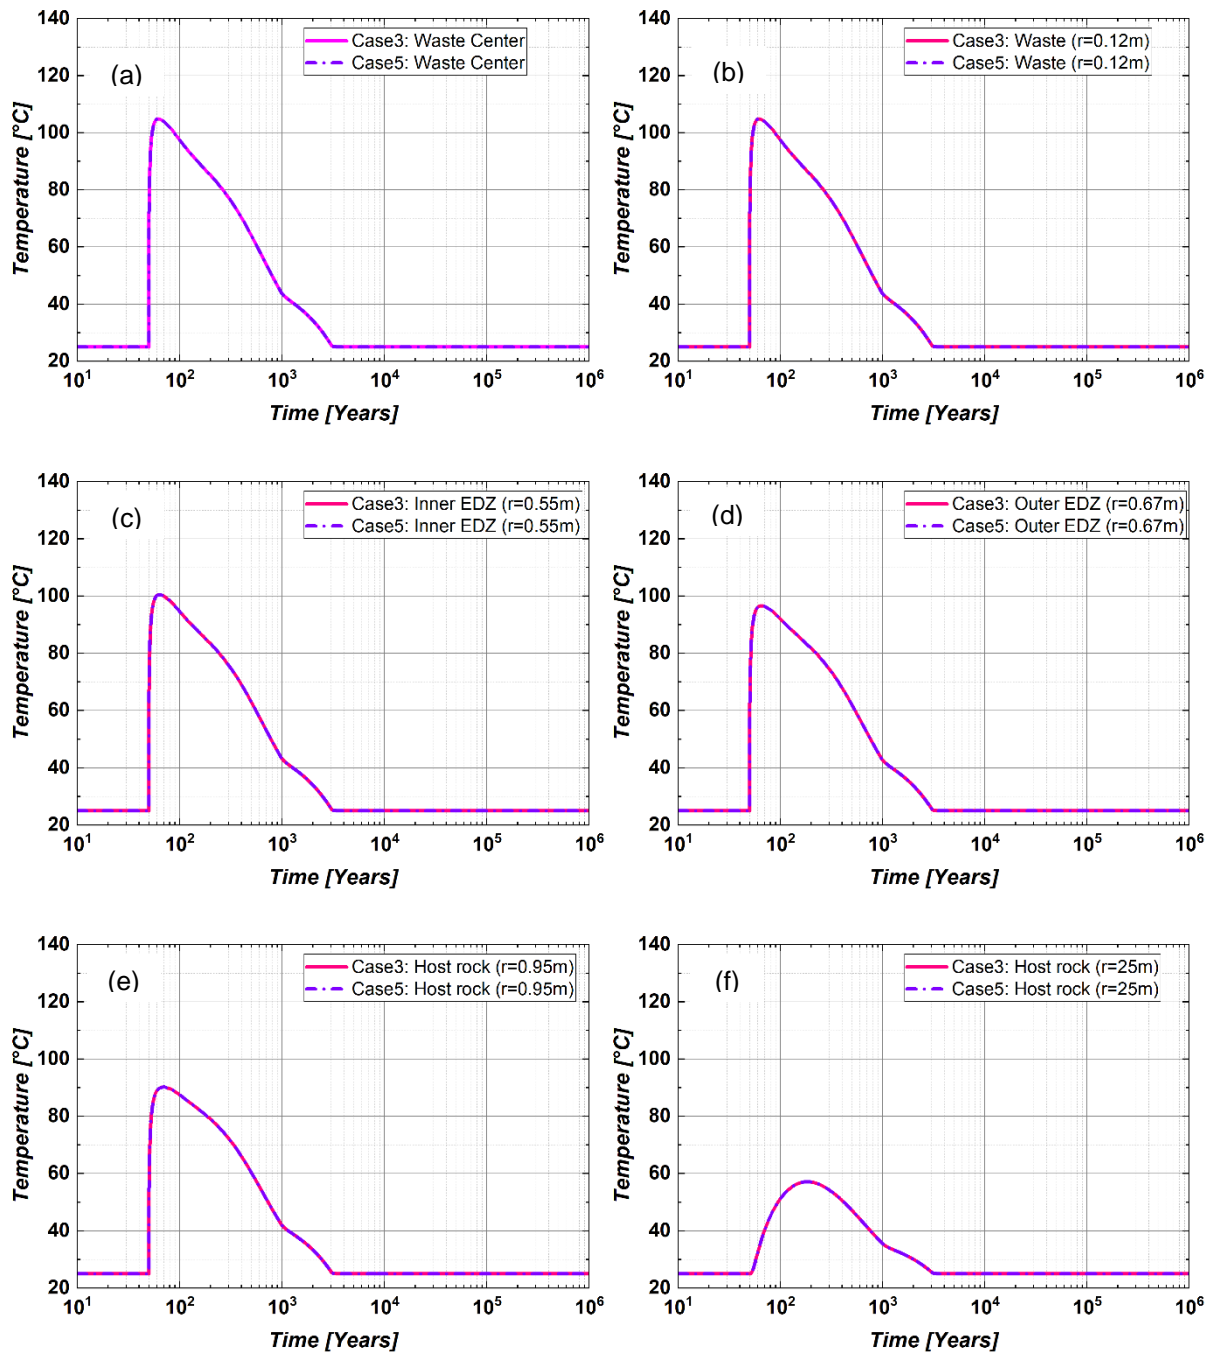 (a)
Case3: Waste Center
Case5: Waste Center
Temperature [°C]
140
120
100
80
60
40
20
10¹ 10² 10³ 10⁴ 10⁵ 10⁶
Time [Years]
(b)
Case3: Waste (r=0.12m)
Case5: Waste (r=0.12m)
Temperature [°C]
140
120
100
80
60
40
20
10¹ 10² 10³ 10⁴ 10⁵ 10⁶
Time [Years]
(c)
Case3: Inner EDZ (r=0.55m)
Case5: Inner EDZ (r=0.55m)
Temperature [°C]
140
120
100
80
60
40
20
10¹ 10² 10³ 10⁴ 10⁵ 10⁶
Time [Years]
(d)
Case3: Outer EDZ (r=0.67m)
Case5: Outer EDZ (r=0.67m)
Temperature [°C]
140
120
100
80
60
40
20
10¹ 10² 10³ 10⁴ 10⁵ 10⁶
Time [Years]
(e)
Case3: Host rock (r=0.95m)
Case5: Host rock (r=0.95m)
Temperature [°C]
140
120
100
80
60
40
20
10¹ 10² 10³ 10⁴ 10⁵ 10⁶
Time [Years]
(f)
Case3: Host rock (r=25m)
Case5: Host rock (r=25m)
Temperature [°C]
140
120
100
80
60
40
20
10¹ 10² 10³ 10⁴ 10⁵ 10⁶
Time [Years]